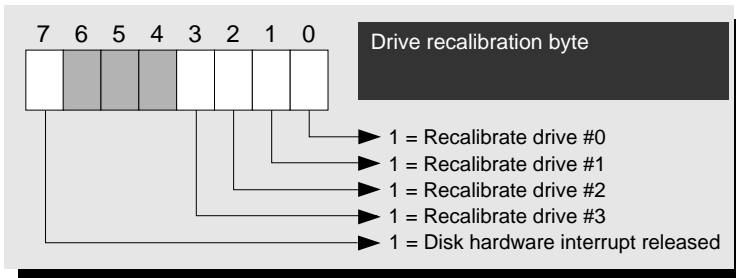 7 6 5 4 3 2 1 0
Drive recalibration byte
1 = Recalibrate drive #0
1 = Recalibrate drive #1
1 = Recalibrate drive #2
1 = Recalibrate drive #3
1 = Disk hardware interrupt released